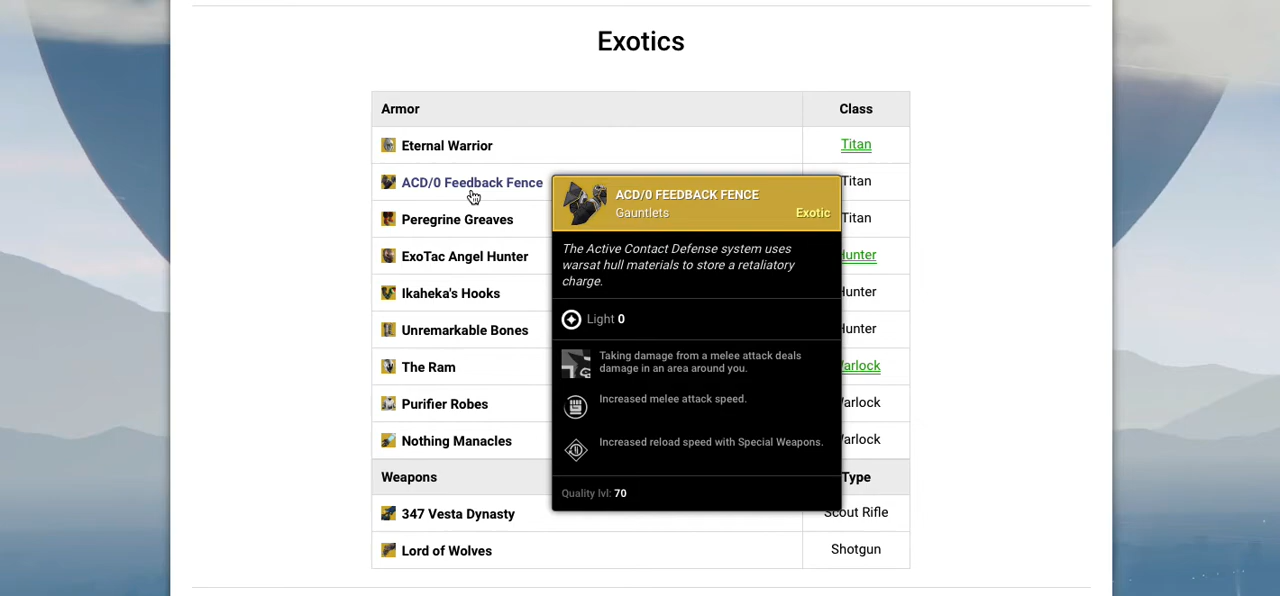 Exotics
Armor Class
Eternal Warrior Titan
ACD/0 Feedback Fence Titan
Peregrine Greaves Titan
ExoTac Angel Hunter Hunter
Ikaheka's Hooks Hunter
Unremarkable Bones Hunter
The Ram Warlock
Purifier Robes Warlock
Nothing Manacles Warlock
Weapons Type
347 Vesta Dynasty Scout Rifle
Lord of Wolves Shotgun
ACD/0 FEEDBACK FENCE
Gauntlets Exotic
The Active Contact Defense system uses
warsat hull materials to store a retaliatory
charge.
Light 0
Taking damage from a melee attack deals
damage in an area around you.
Increased melee attack speed.
Increased reload speed with Special Weapons.
Quality lvl: 70